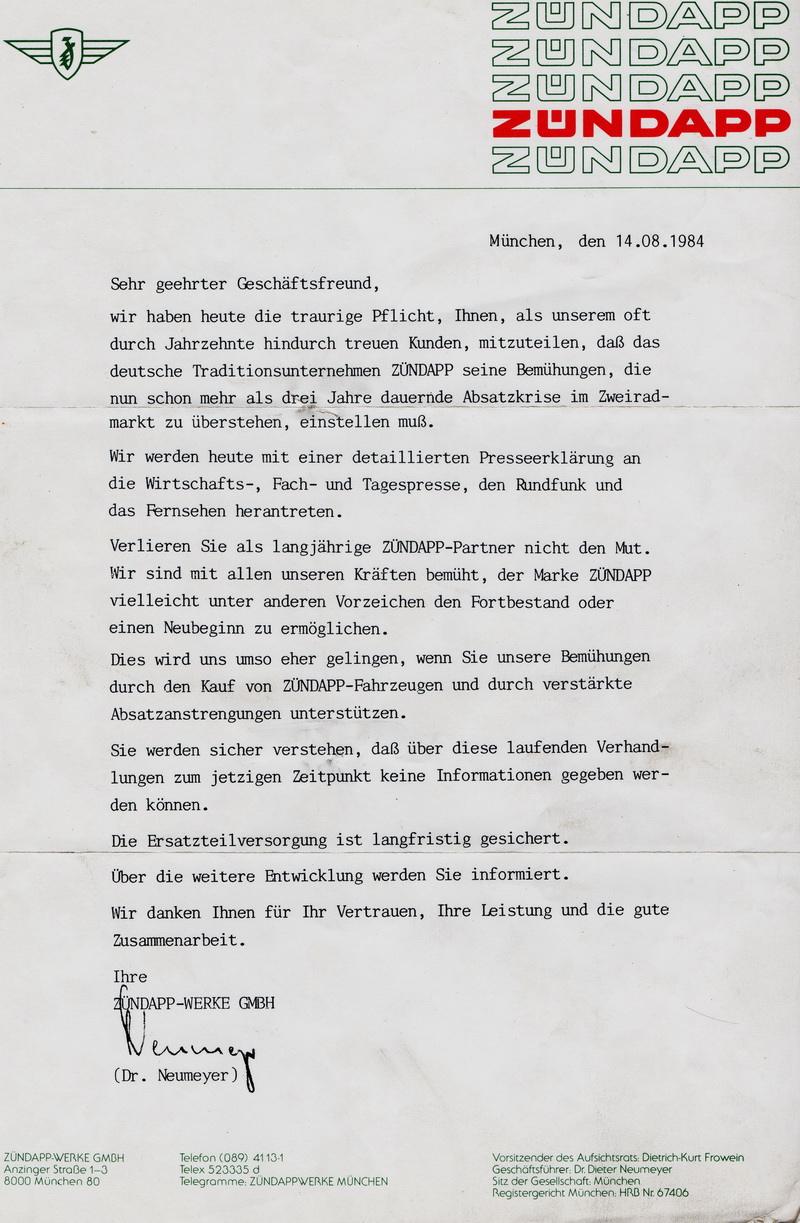 ZÜNDAPP
ZÜNDAPP
ZÜNDAPP
ZÜNDAPP
ZÜNDAPP
München, den 14.08.1984
Sehr geehrter Geschäftsfreund,
wir haben heute die traurige Pflicht, Ihnen, als unserem oft
durch Jahrzehnte hindurch treuen Kunden, mitzuteilen, daß das
deutsche Traditionsunternehmen ZÜNDAPP seine Bemühungen, die
nun schon mehr als drei Jahre dauernde Absatzkrise im Zweirad-
markt zu überstehen, einstellen muß.
Wir werden heute mit einer detaillierten Presseerklärung an
die Wirtschafts-, Fach- und Tagespresse, den Rundfunk und
das Fernsehen herantreten.
Verlieren Sie als langjährige ZÜNDAPP-Partner nicht den Mut.
Wir sind mit allen unseren Kräften bemüht, der Marke ZÜNDAPP
vielleicht unter anderen Vorzeichen den Fortbestand oder
einen Neubeginn zu ermöglichen.
Dies wird uns umso eher gelingen, wenn Sie unsere Bemühungen
durch den Kauf von ZÜNDAPP-Fahrzeugen und durch verstärkte
Absatzanstrengungen unterstützen.
Sie werden sicher verstehen, daß über diese laufenden Verhand-
lungen zum jetzigen Zeitpunkt keine Informationen gegeben wer-
den können.
Die Ersatzteilversorgung ist langfristig gesichert.
Über die weitere Entwicklung werden Sie informiert.
Wir danken Ihnen für Ihr Vertrauen, Ihre Leistung und die gute
Zusammenarbeit.
Ihre
ZÜNDAPP-WERKE GMBH
Neumeyer
(Dr. Neumeyer)
ZÜNDAPP-WERKE GMBH
Anzinger Straße 1-3
8000 München 80
Telefon (089) 41 13-1
Telex 523335 d
Telegramme: ZÜNDAPPWERKE MÜNCHEN
Vorsitzender des Aufsichtsrats: Dietrich-Kurt Frowein
Geschäftsführer: Dr. Dieter Neumeyer
Sitz der Gesellschaft: München
Registergericht München: HRB Nr. 67406